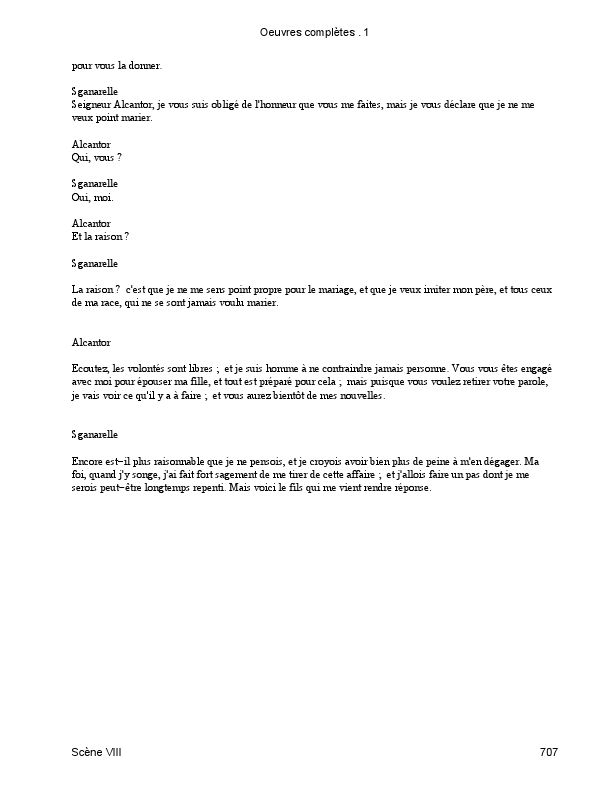 Oeuvres complètes . 1
pour vous la donner.
Sganarelle
Seigneur Alcantor, je vous suis obligé de l'honneur que vous me faites, mais je vous déclare que je ne me
veux point marier.
Alcantor
Qui, vous ?
Sganarelle
Oui, moi.
Alcantor
Et la raison ?
Sganarelle
La raison ? c'est que je ne me sens point propre pour le mariage, et que je veux imiter mon père, et tous ceux
de ma race, qui ne se sont jamais voulu marier.
Alcantor
Ecoutez, les volontés sont libres ; et je suis homme à ne contraindre jamais personne. Vous vous êtes engagé
avec moi pour épouser ma fille, et tout est préparé pour cela ; mais puisque vous voulez retirer votre parole,
je vais voir ce qu'il y a à faire ; et vous aurez bientôt de mes nouvelles.
Sganarelle
Encore est-il plus raisonnable que je ne pensois, et je croyois avoir bien plus de peine à m'en dégager. Ma
foi, quand j'y songe, j'ai fait fort sagement de me tirer de cette affaire ; et j'allois faire un pas dont je me
serois peut-être longtemps repenti. Mais voici le fils qui me vient rendre réponse.
Scène VIII
707